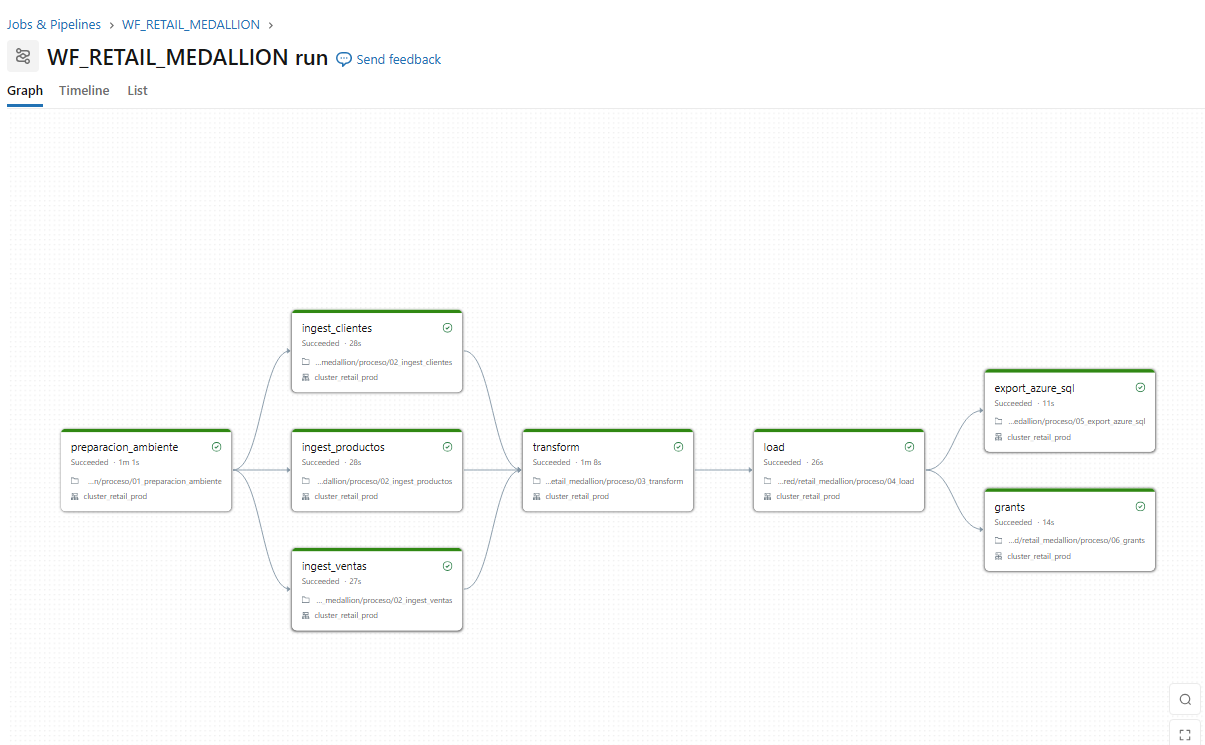 Jobs & Pipelines › WF_RETAIL_MEDALLION ›
WF_RETAIL_MEDALLION run Send feedback
Graph Timeline List
preparacion_ambiente
Succeeded · 1m 1s
...n/proceso/01_preparacion_ambiente
cluster_retail_prod
ingest_clientes
Succeeded · 28s
...medallion/proceso/02_ingest_clientes
cluster_retail_prod
ingest_productos
Succeeded · 28s
...dallion/proceso/02_ingest_productos
cluster_retail_prod
ingest_ventas
Succeeded · 27s
..._medallion/proceso/02_ingest_ventas
cluster_retail_prod
transform
Succeeded · 1m 8s
...etail_medallion/proceso/03_transform
cluster_retail_prod
load
Succeeded · 26s
...red/retail_medallion/proceso/04_load
cluster_retail_prod
export_azure_sql
Succeeded · 11s
...edallion/proceso/05_export_azure_sql
cluster_retail_prod
grants
Succeeded · 14s
...d/retail_medallion/proceso/06_grants
cluster_retail_prod